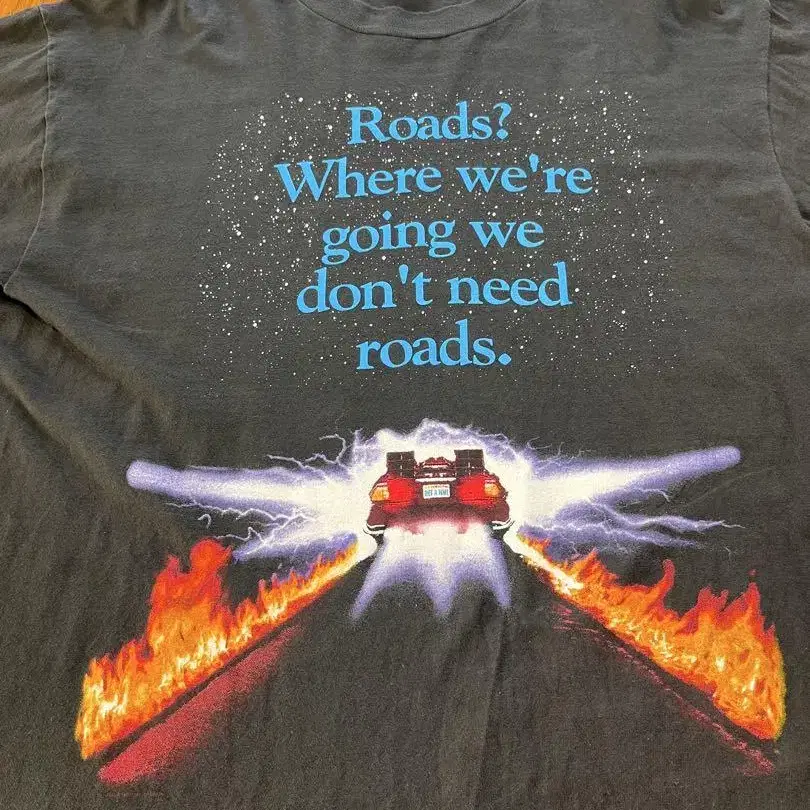 Roads?
Where we're
going we
don't need
roads.